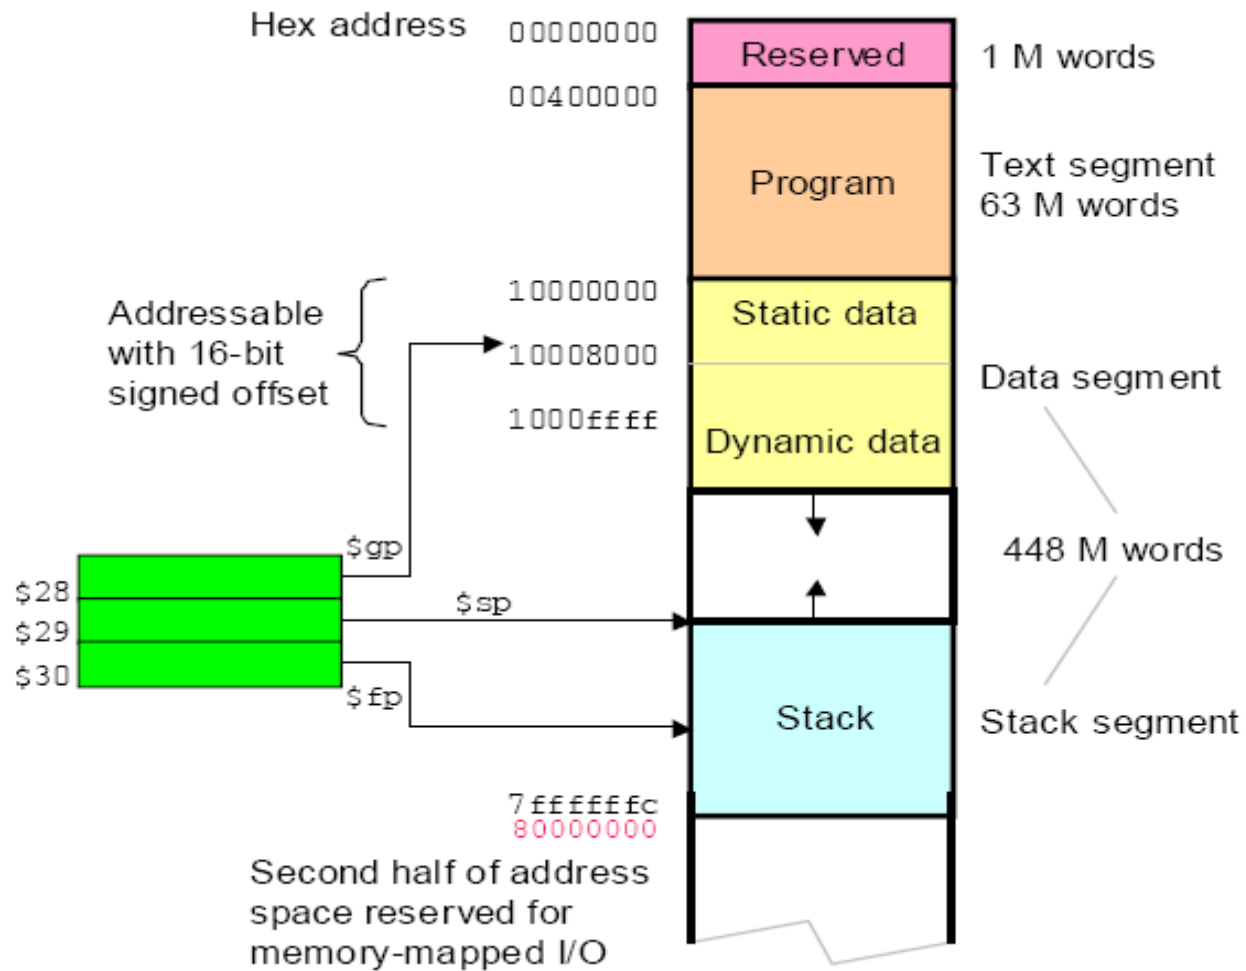 Hex address
00000000
Reserved
1 M words
00400000
Program
Text segment
63 M words
Addressable
with 16-bit
signed offset
10000000
10008000
1000ffff
Static data
Dynamic data
Data segment
448 M words
$28
$29
$30
$gp
$sp
$fp
Stack
Stack segment
7ffffffc
80000000
Second half of address
space reserved for
memory-mapped I/O